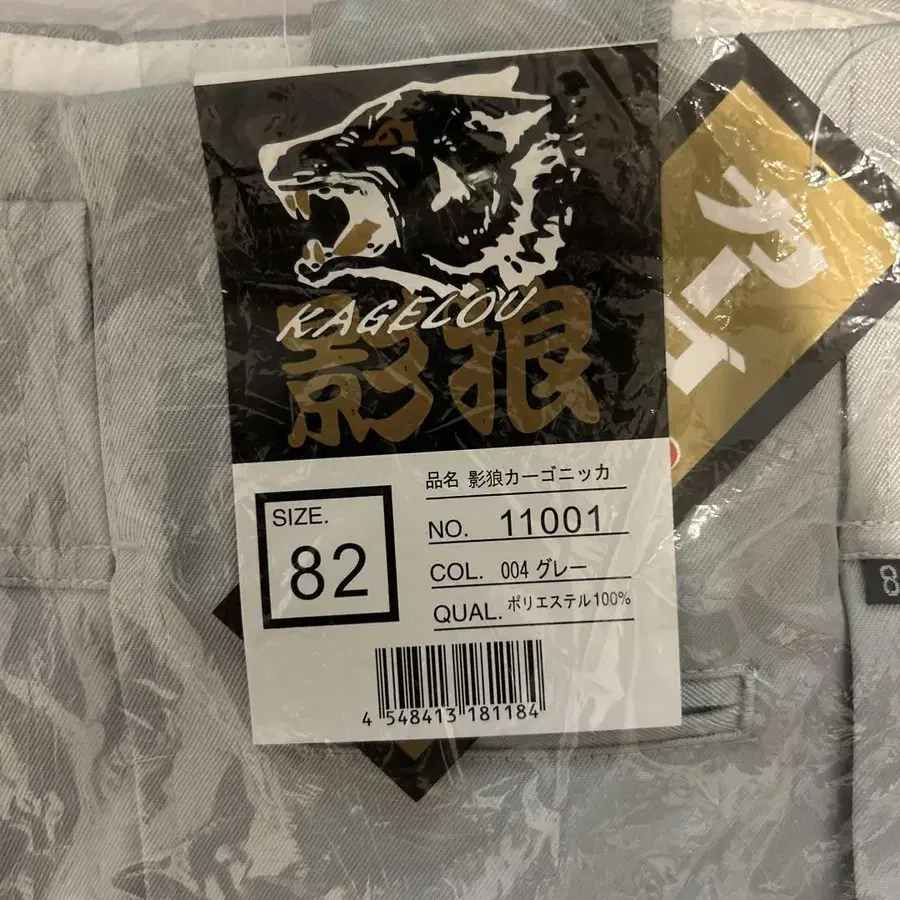 KAGELOU
影狼
品名 影狼カーゴニッカ
SIZE.
82
NO. 11001
COL. 004 グレー
QUAL. ポリエステル100%
4 548413 181184